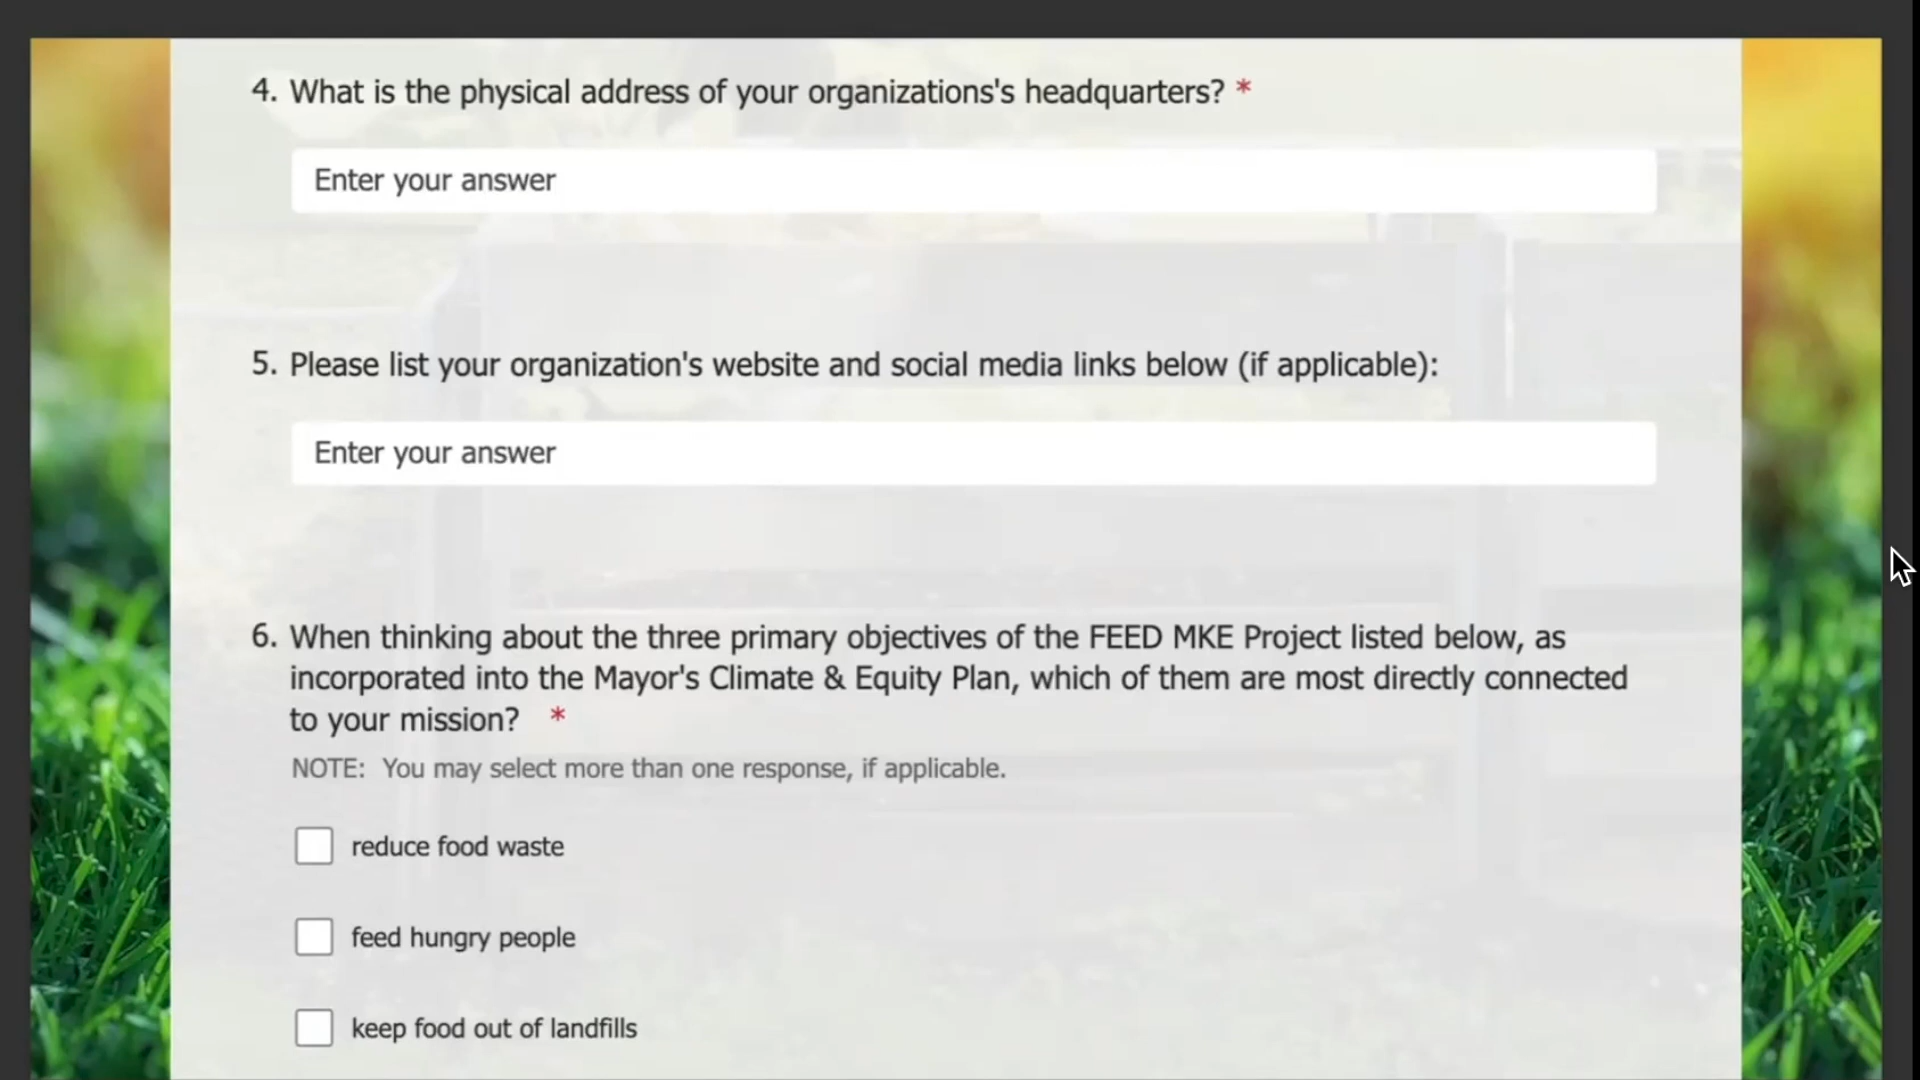 4. What is the physical address of your organizations's headquarters? *
Enter your answer
5. Please list your organization's website and social media links below (if applicable):
Enter your answer
6. When thinking about the three primary objectives of the FEED MKE Project listed below, as
incorporated into the Mayor's Climate & Equity Plan, which of them are most directly connected
to your mission? *
NOTE: You may select more than one response, if applicable.
reduce food waste
feed hungry people
keep food out of landfills